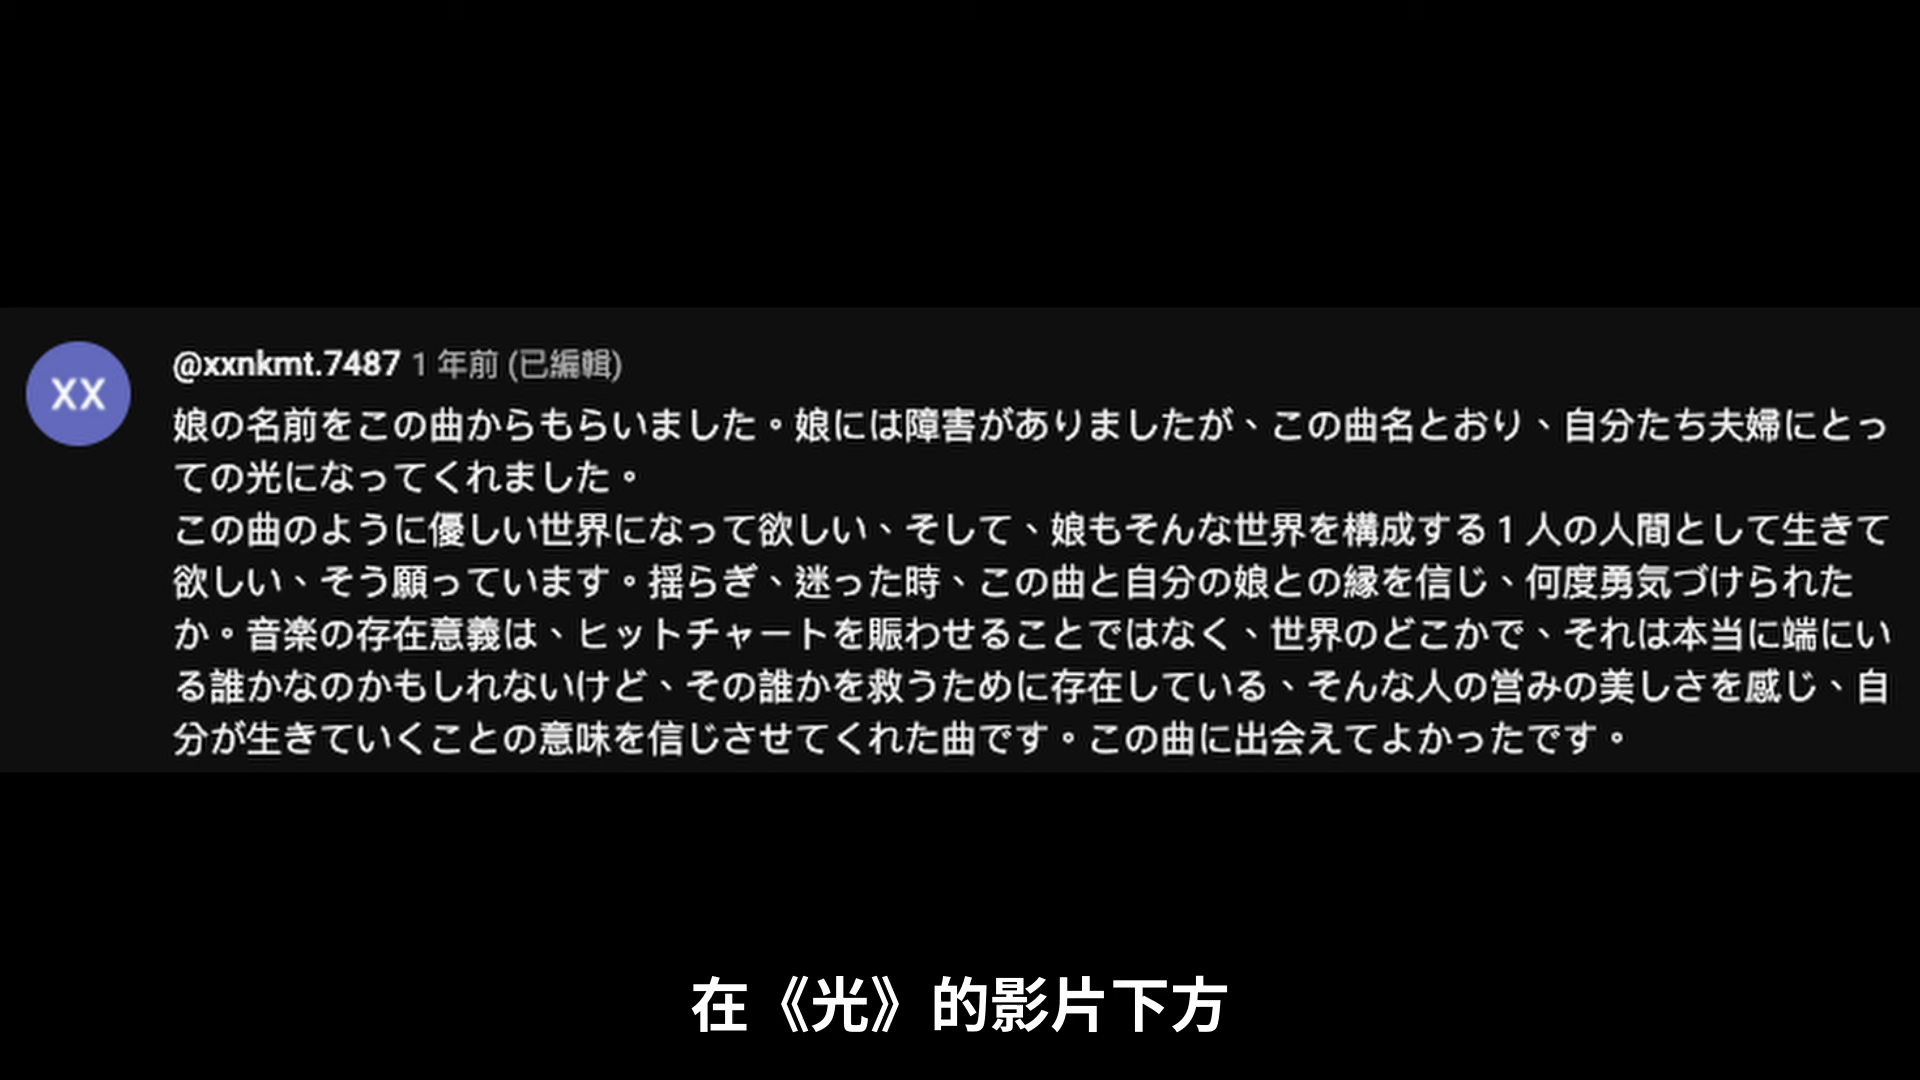 XX
@xxnkmt.7487 1 年前 (已編輯)
娘の名前をこの曲からもらいました。娘には障害がありましたが、この曲名とおり、自分たち夫婦にとっ
ての光になってくれました。
この曲のように優しい世界になって欲しい、そして、娘もそんな世界を構成する1人の人間として生きて
欲しい、そう願っています。揺らぎ、迷った時、この曲と自分の娘との縁を信じ、何度勇気づけられた
か。音楽の存在意義は、ヒットチャートを賑わせることではなく、世界のどこかで、それは本当に端にい
る誰かなのかもしれないけど、その誰かを救うために存在している、そんな人の営みの美しさを感じ、自
分が生きていくことの意味を信じさせてくれた曲です。この曲に出会えてよかったです。
在《光》的影片下方